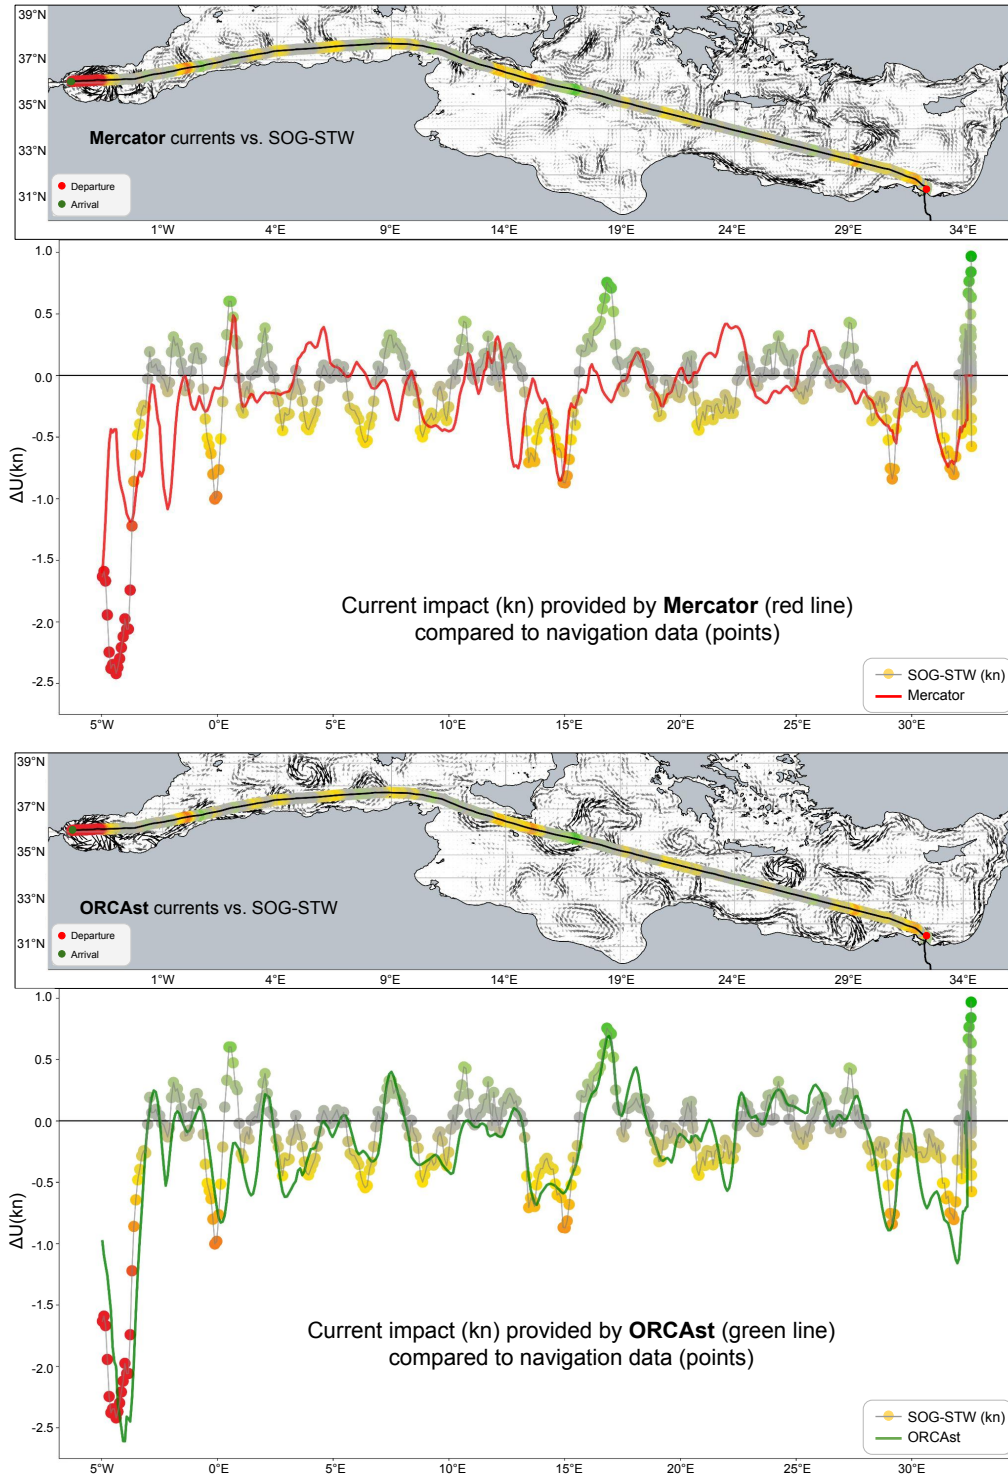 39°N
37°N
35°N
33°N
31°N
Mercator currents vs. SOG-STW
Departure
Arrival
1°W 4°E 9°E 14°E 19°E 24°E 29°E 34°E
1.0
0.5
0.0
-0.5
-1.0
-1.5
-2.0
-2.5
ΔU(kn)
Current impact (kn) provided by Mercator (red line)
compared to navigation data (points)
SOG-STW (kn)
Mercator
5°W 0°E 5°E 10°E 15°E 20°E 25°E 30°E
39°N
37°N
35°N
33°N
31°N
ORCAst currents vs. SOG-STW
Departure
Arrival
1°W 4°E 9°E 14°E 19°E 24°E 29°E 34°E
1.0
0.5
0.0
-0.5
-1.0
-1.5
-2.0
-2.5
ΔU(kn)
Current impact (kn) provided by ORCAst (green line)
compared to navigation data (points)
SOG-STW (kn)
ORCAst
5°W 0°E 5°E 10°E 15°E 20°E 25°E 30°E